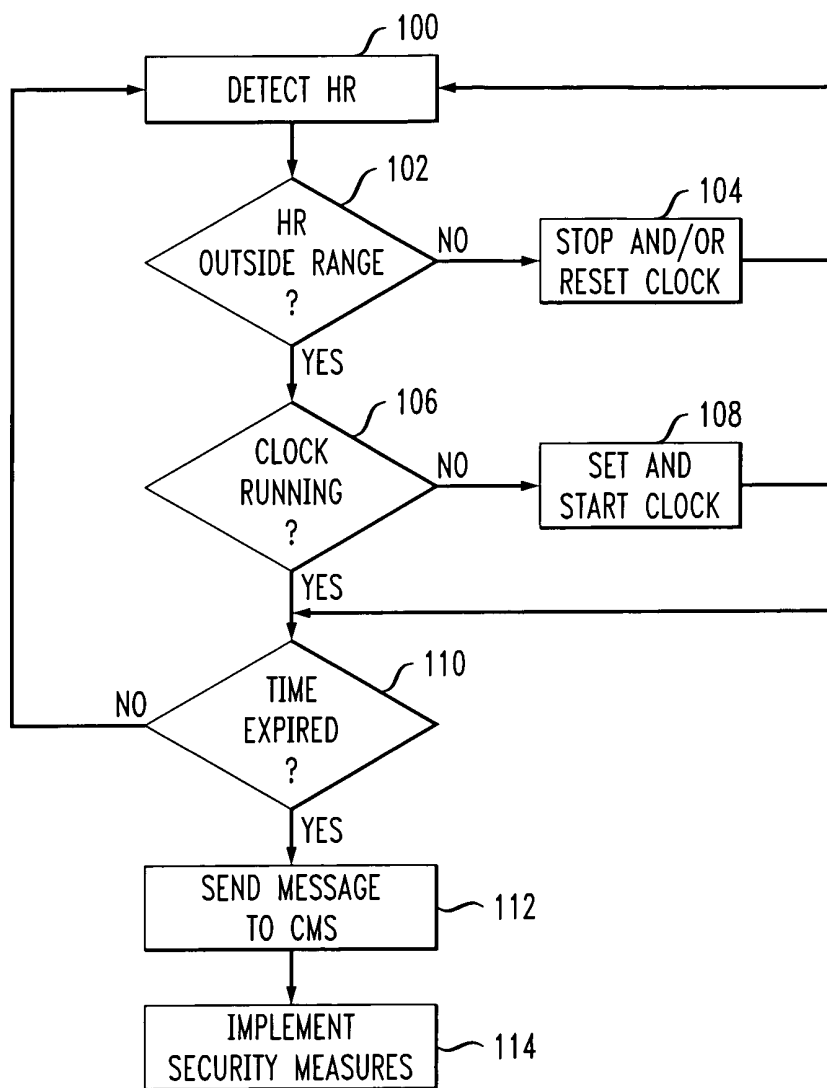 100
DETECT HR
102
HR
OUTSIDE RANGE
?
NO
104
STOP AND/OR
RESET CLOCK
YES
106
CLOCK
RUNNING
?
NO
108
SET AND
START CLOCK
YES
110
TIME
EXPIRED
?
NO
YES
SEND MESSAGE
TO CMS
112
IMPLEMENT
SECURITY MEASURES
114